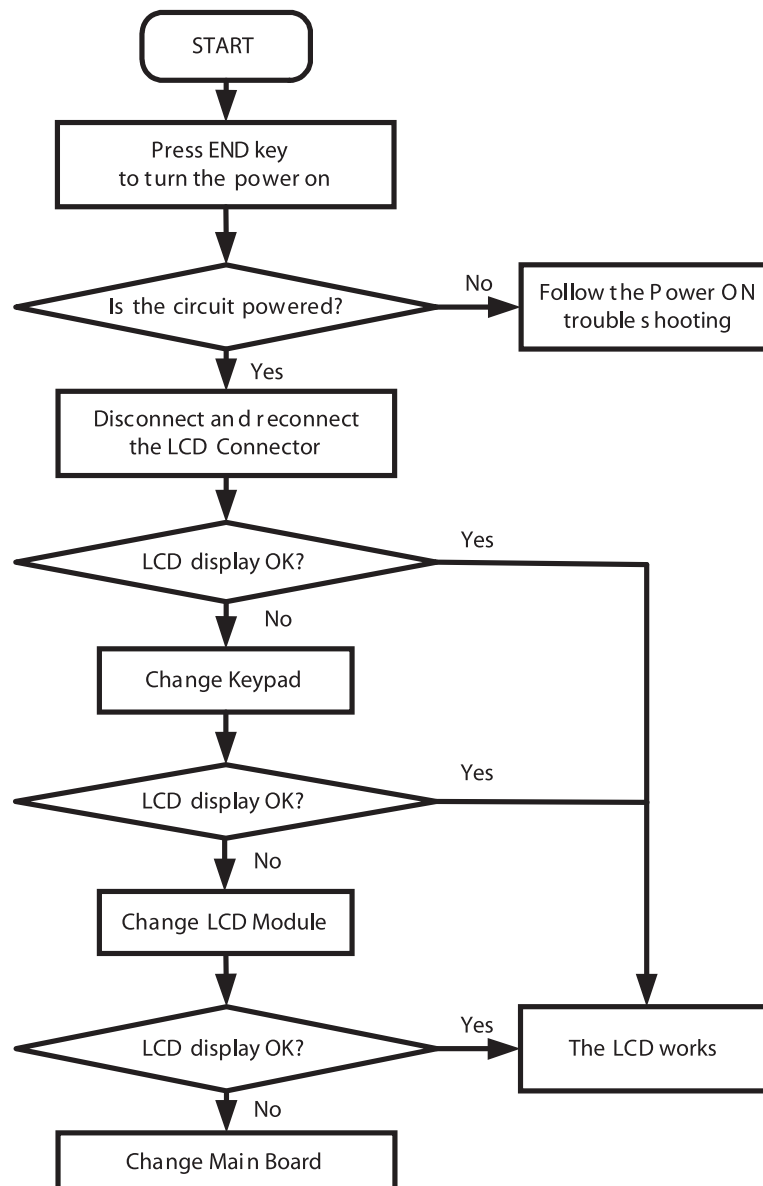 START
Press END key
to turn the power on
Is the circuit powered?
No
Follow the Power ON
trouble shooting
Yes
Disconnect and reconnect
the LCD Connector
LCD display OK?
Yes
No
Change Keypad
LCD display OK?
Yes
No
Change LCD Module
LCD display OK?
Yes
The LCD works
No
Change Main Board